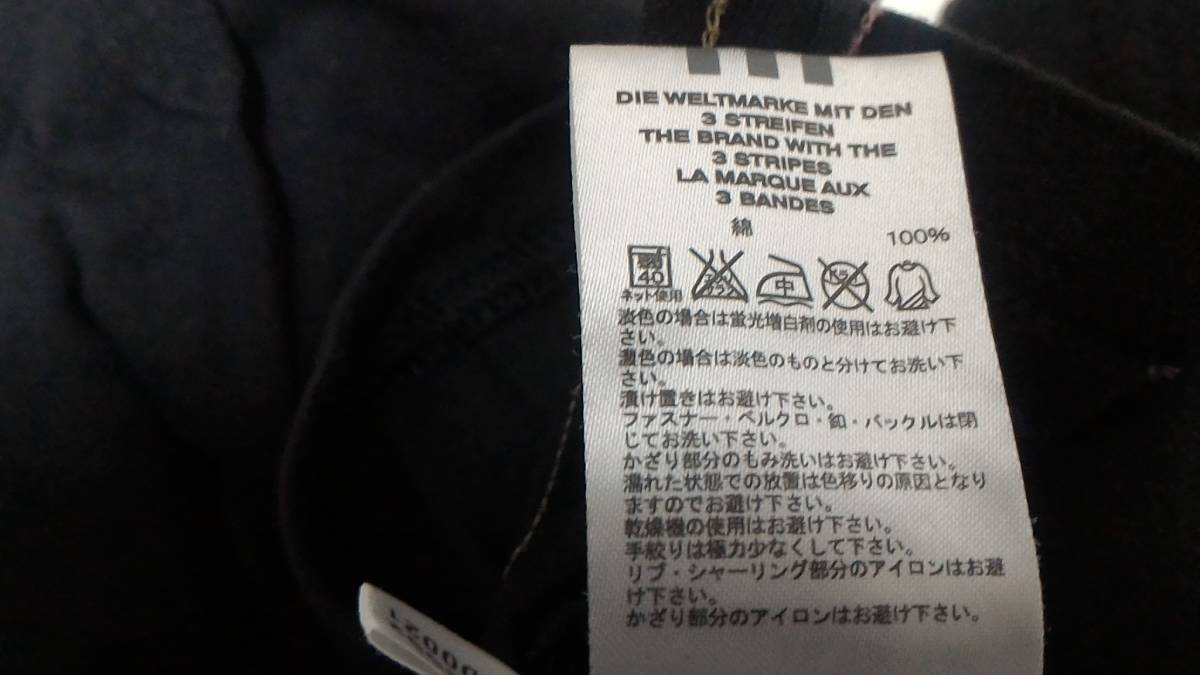 DIE WELTMARKE MIT DEN
3 STREIFEN
THE BRAND WITH THE
3 STRIPES
LA MARQUE AUX
3 BANDES
綿 100%
弱 40 中 ドライ
ネット使用
淡色の場合は蛍光増白剤の使用はお避け下
さい。
濃色の場合は淡色のものと分けてお洗い下
さい。
漬け置きはお避け下さい。
ファスナー・ベルクロ・釦・バックルは閉
じてお洗い下さい。
かざり部分のもみ洗いはお避け下さい。
濡れた状態での放置は色移りの原因となり
ますのでお避け下さい。
乾燥機の使用はお避け下さい。
手絞りは極力少なくして下さい。
リブ・シャーリング部分のアイロンはお避
け下さい。
かざり部分のアイロンはお避け下さい。